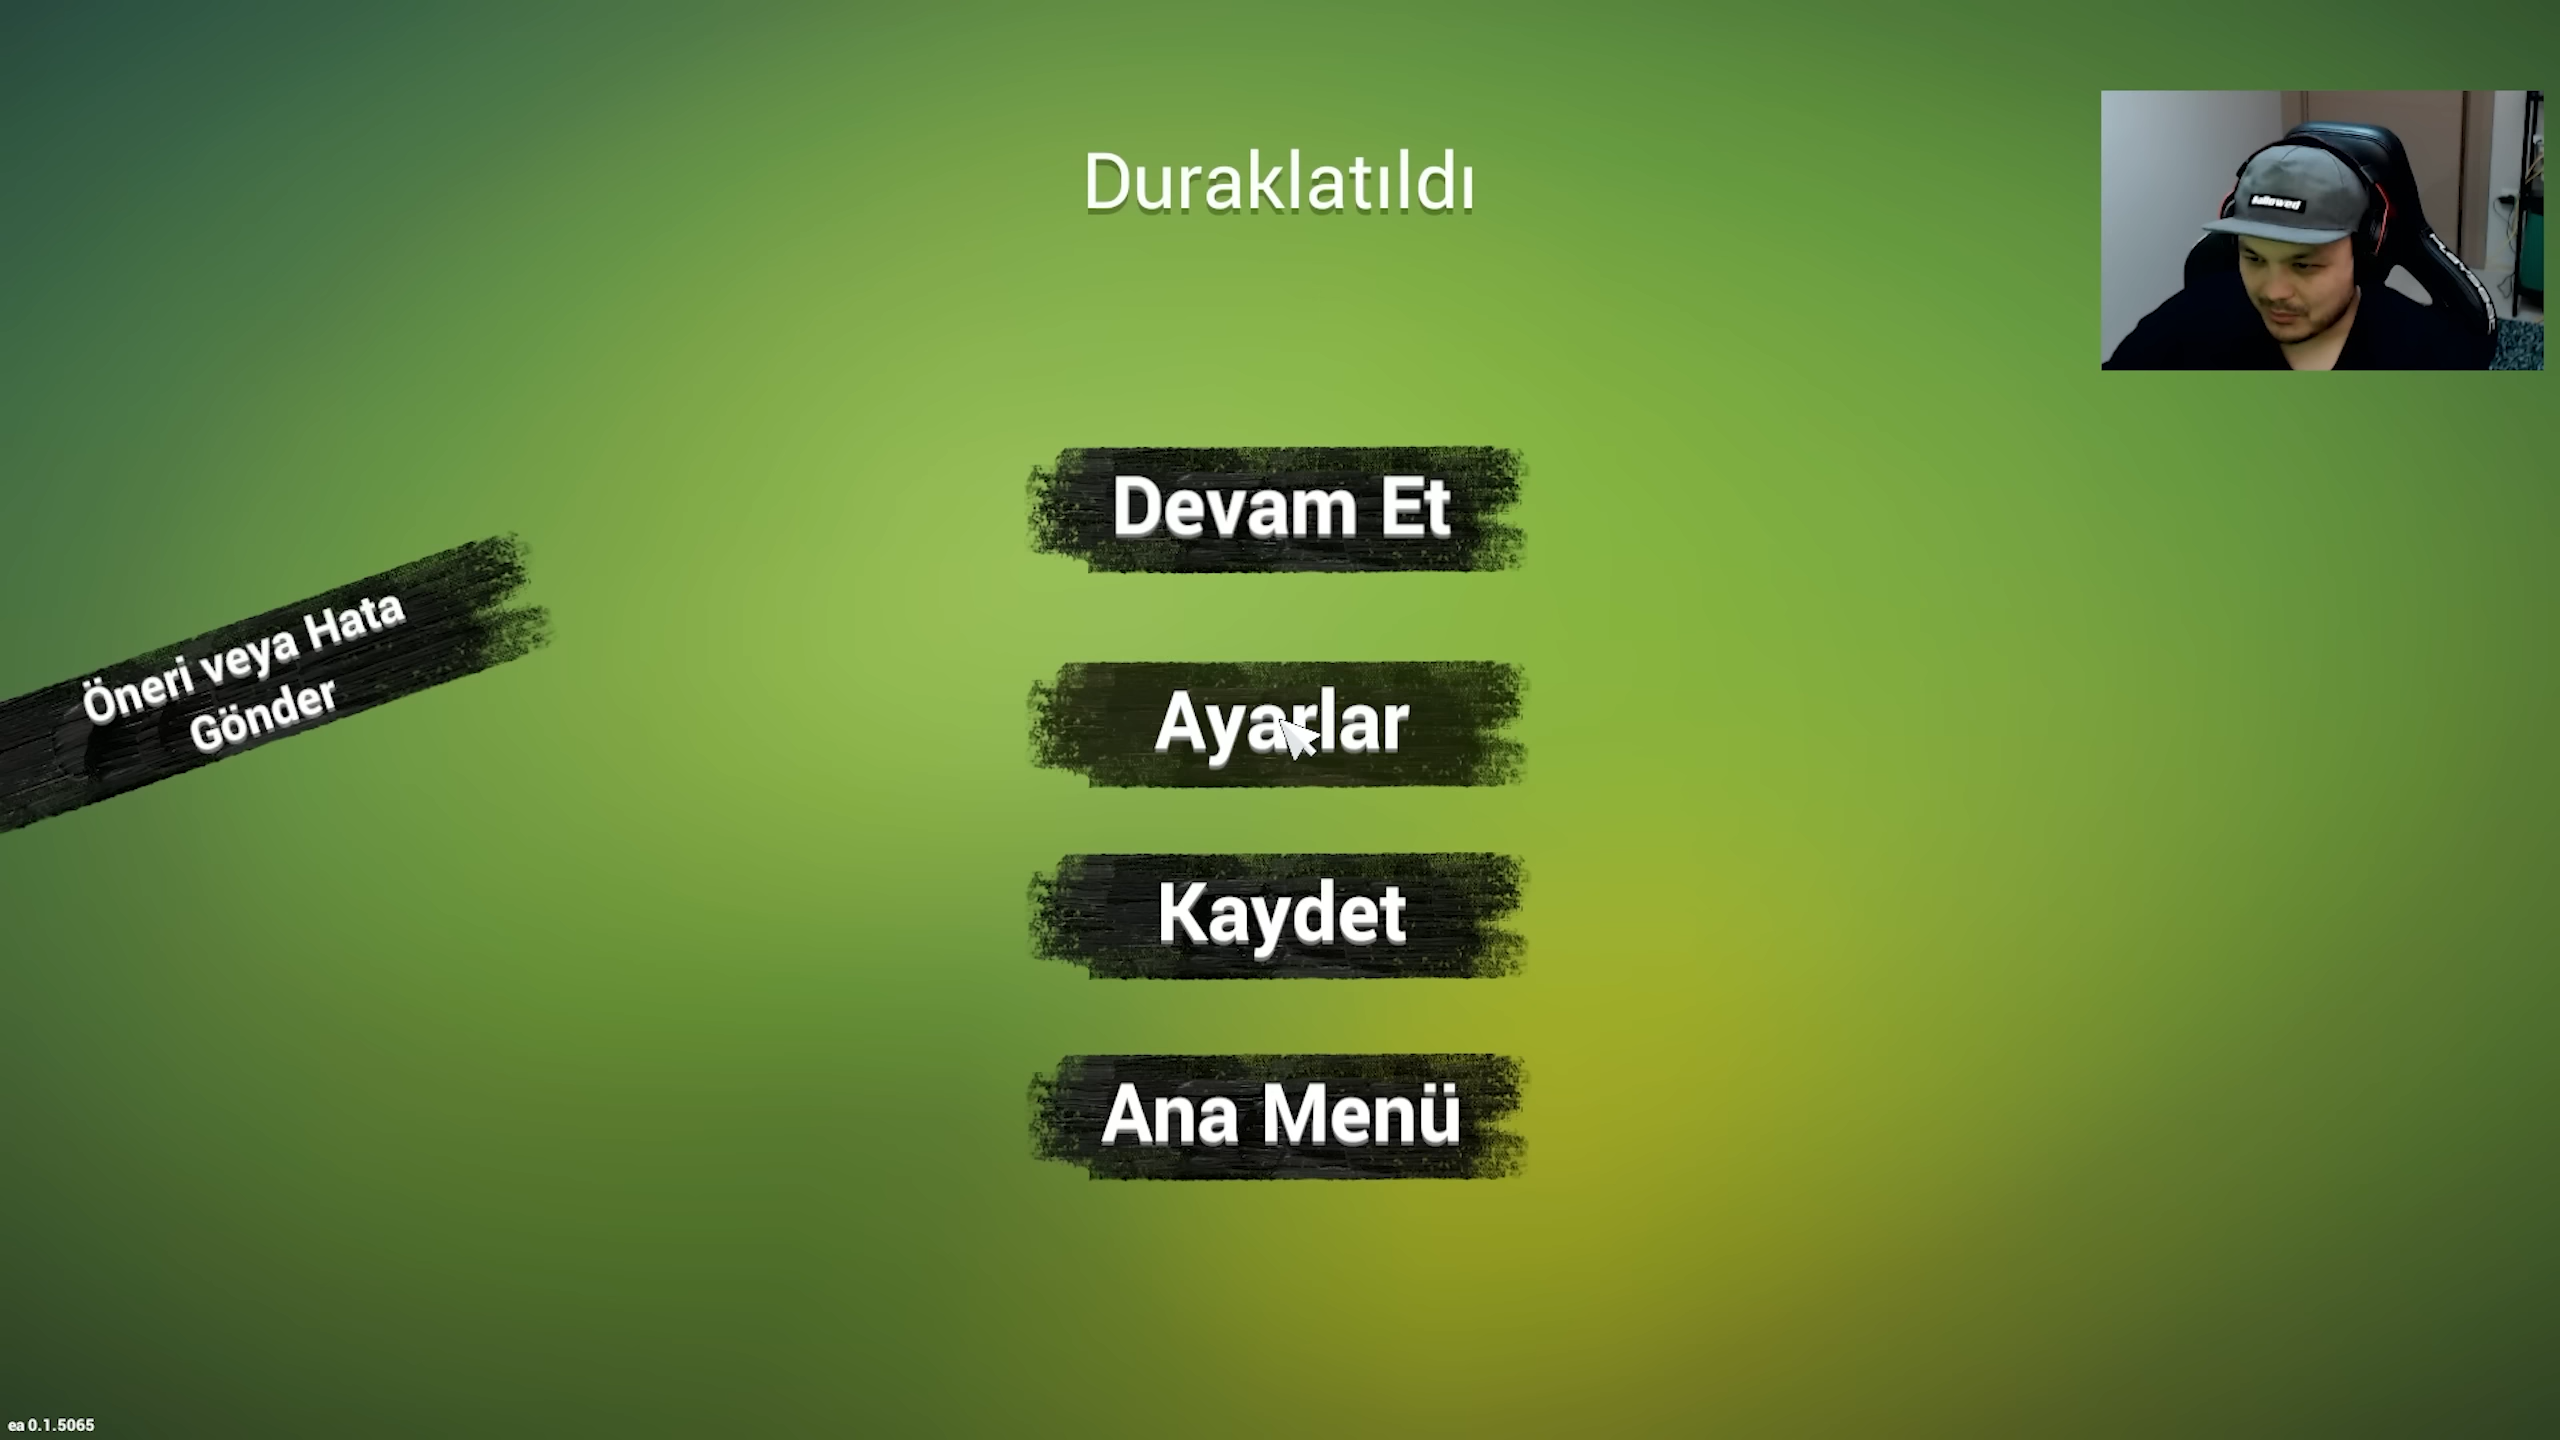 Duraklatıldı
Devam Et
Öneri veya Hata
Gönder
Ayarlar
Kaydet
Ana Menü
ea 0.1.5065